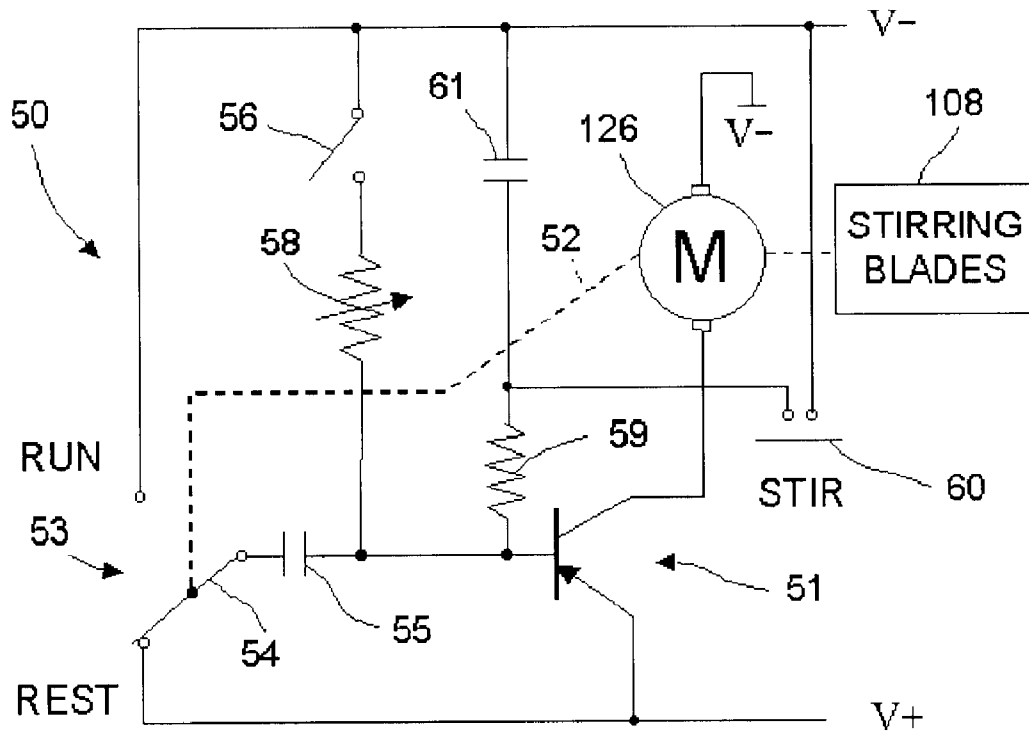 V-
50
56
61
126
V-
108
STIRRING
BLADES
M
58
52
RUN
59
STIR
60
53
54
55
51
REST
V+